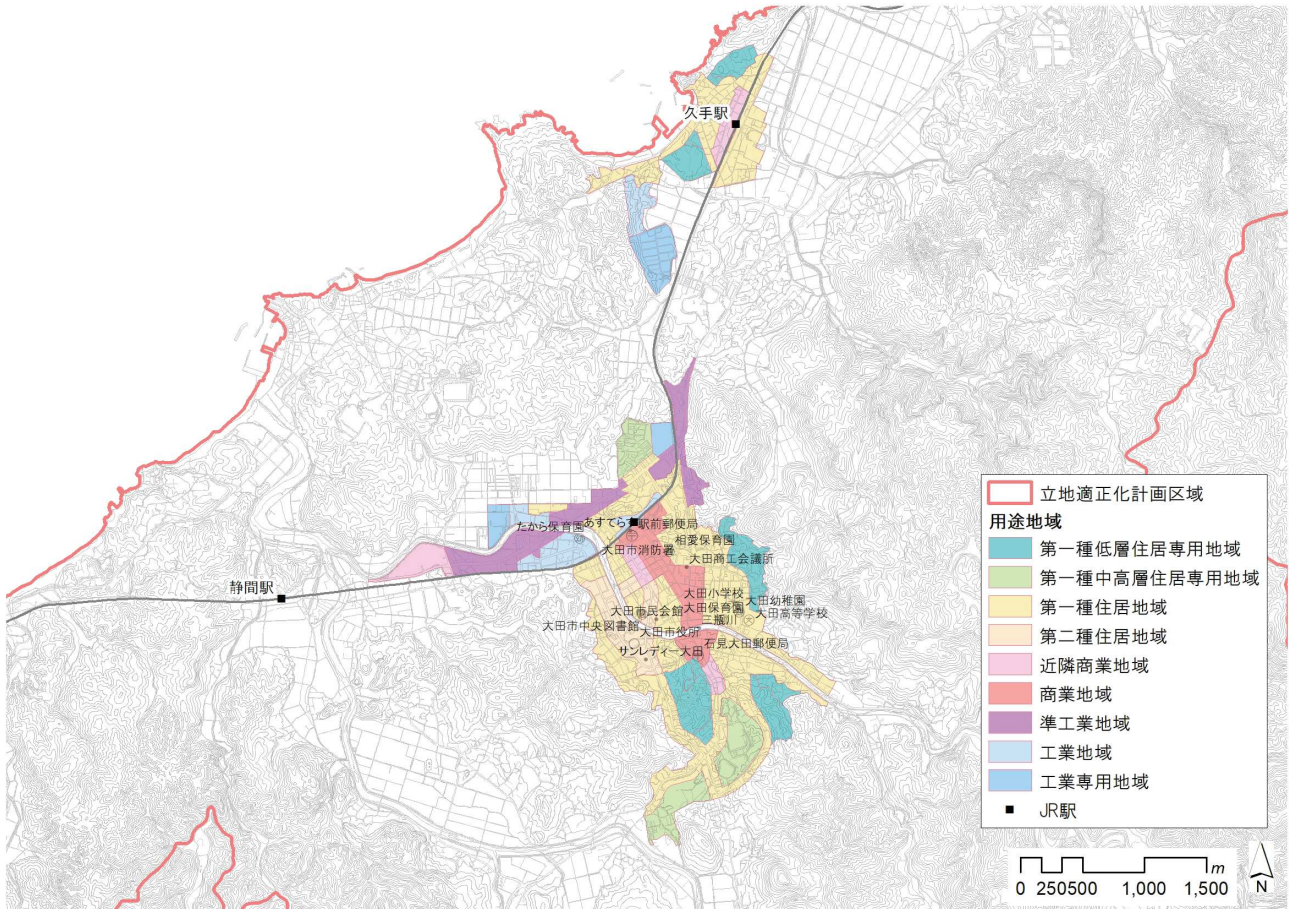 久手駅
たから保育園
あすてらす
駅前郵便局
相愛保育園
大田市消防署
大田商工会議所
静間駅
大田小学校
大田幼稚園
大田市民会館
大田保育園
大田高等学校
三瓶川
大田市中央図書館
大田市役所
石見大田郵便局
サンレディー大田
立地適正化計画区域
用途地域
第一種低層住居専用地域
第一種中高層住居専用地域
第一種住居地域
第二種住居地域
近隣商業地域
商業地域
準工業地域
工業地域
工業専用地域
JR駅
0 250500 1,000 1,500 m
N